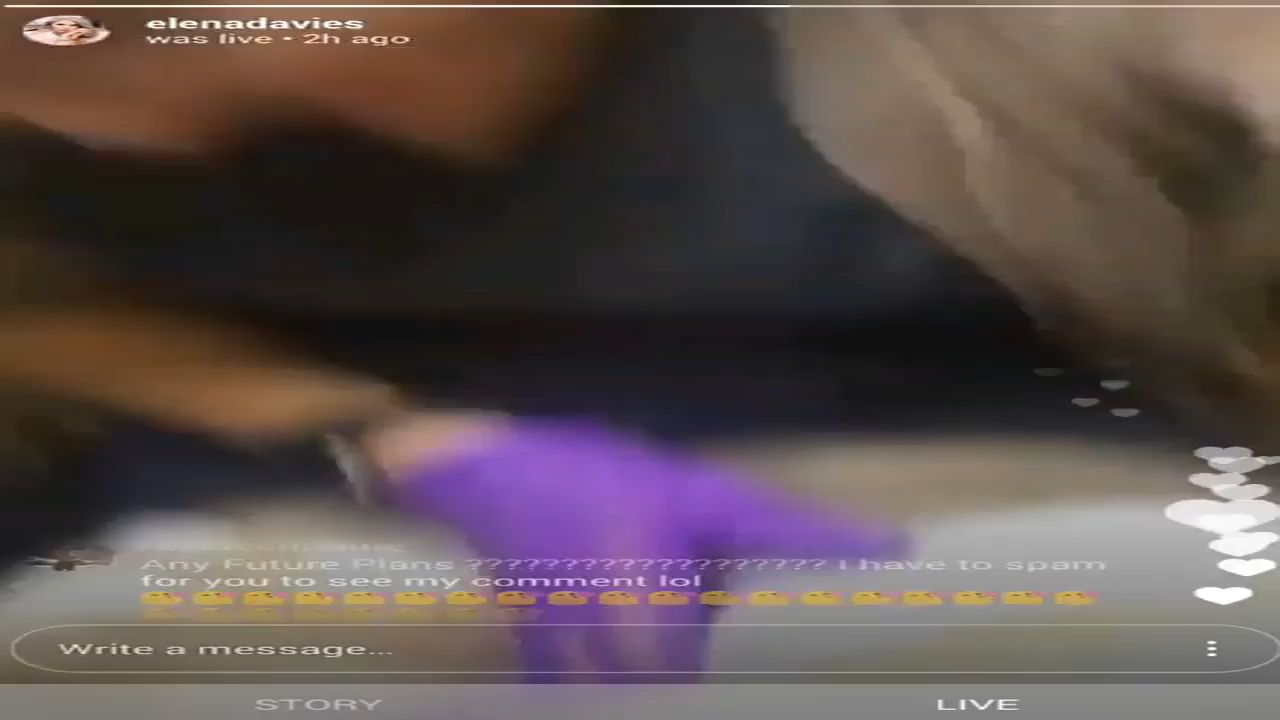 elenadavies
was live • 2h ago
Any Future Plans ?????????????????? I have to spam
for you to see my comment lol
Write a message...
STORY
LIVE